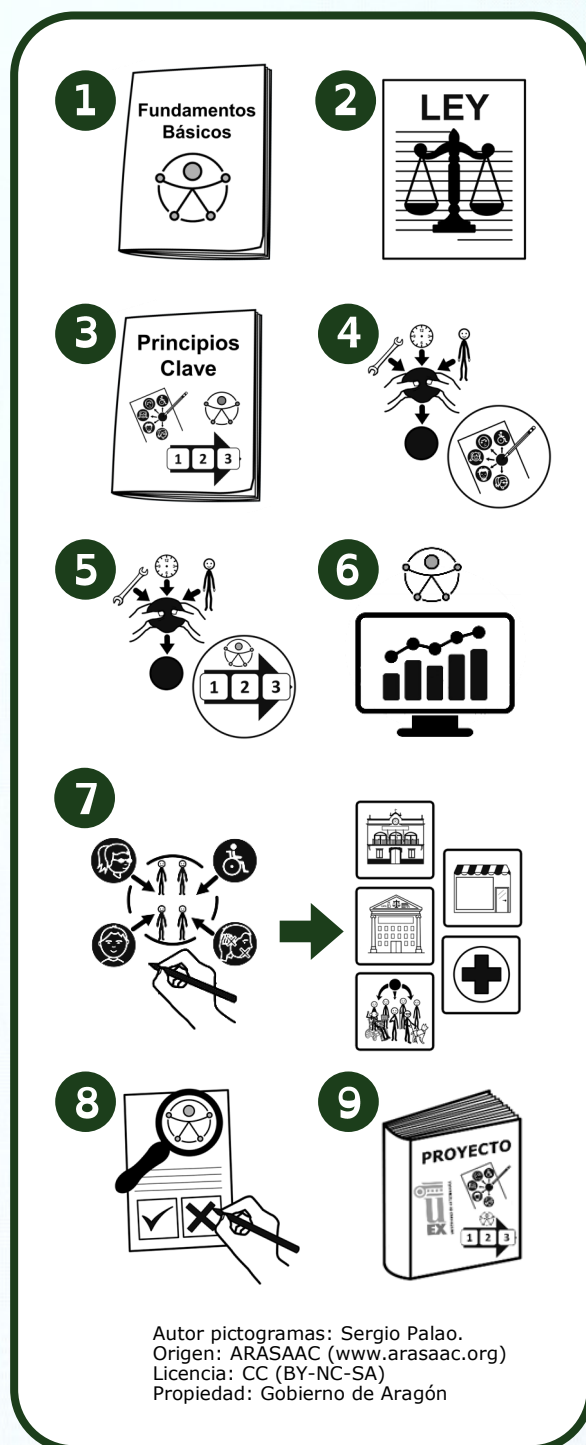 1
Fundamentos
Básicos
2
LEY
3
Principios
Clave
1 2 3
4
5
1 2 3
6
7
8
9
PROYECTO
UEX
1 2 3
Autor pictogramas: Sergio Palao.
Origen: ARASAAC (www.arasaac.org)
Licencia: CC (BY-NC-SA)
Propiedad: Gobierno de Aragón